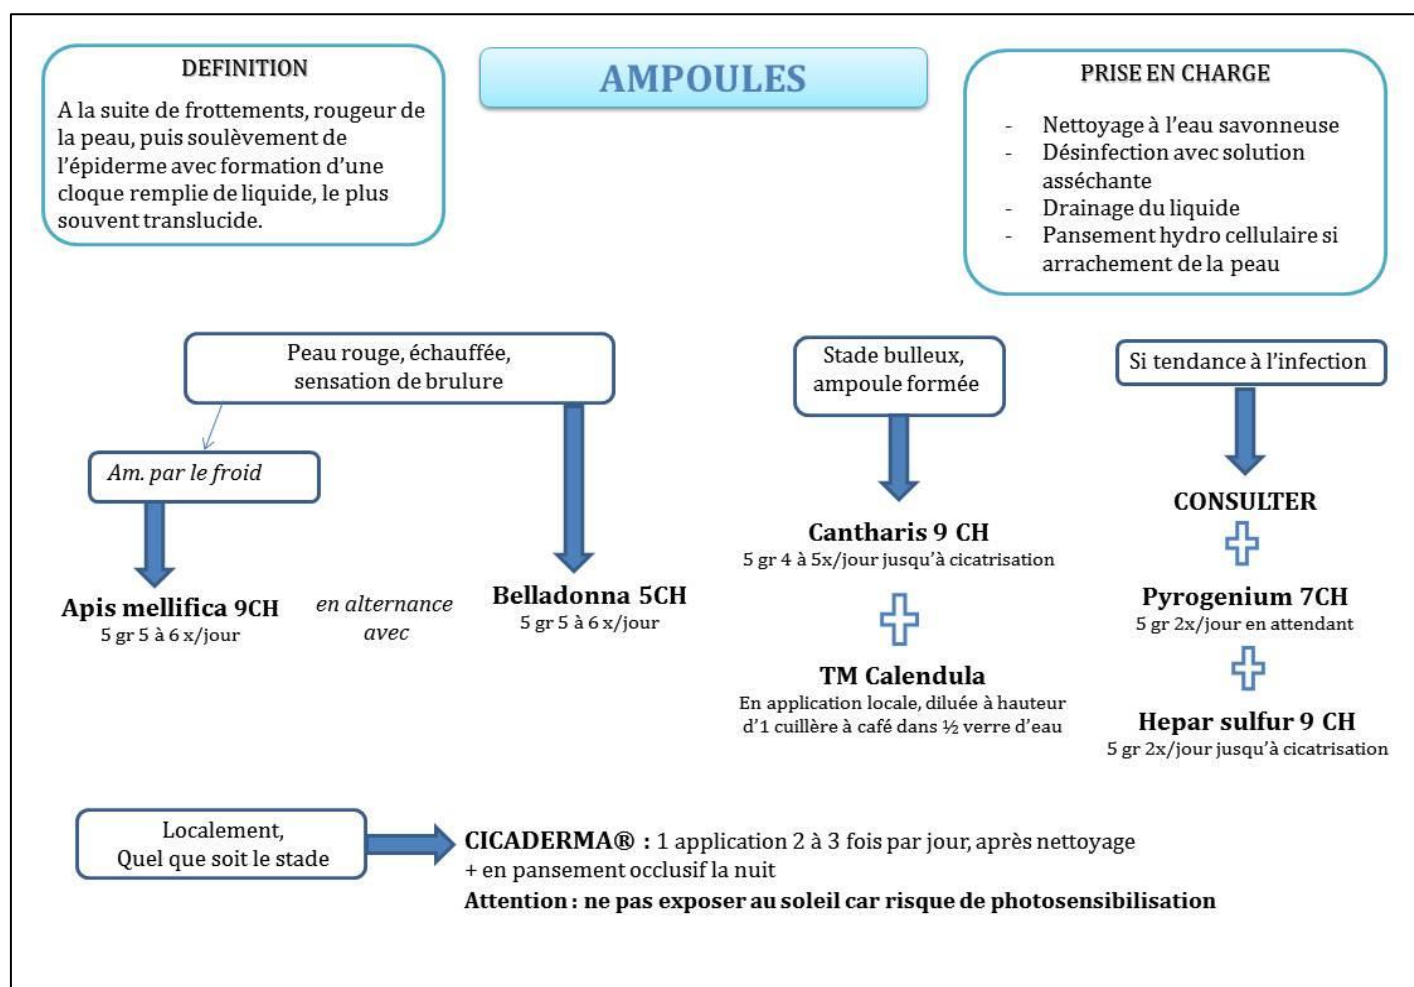 DEFINITION
A la suite de frottements, rougeur de
la peau, puis soulèvement de
l’épiderme avec formation d’une
cloque remplie de liquide, le plus
souvent translucide.
AMPOULES
PRISE EN CHARGE
- Nettoyage à l’eau savonneuse
- Désinfection avec solution
asséchante
- Drainage du liquide
- Pansement hydro cellulaire si
arrachement de la peau
Peau rouge, échauffée,
sensation de brulure
Am. par le froid
Apis mellifica 9CH
5 gr 5 à 6 x/jour
en alternance
avec
Belladonna 5CH
5 gr 5 à 6 x/jour
Stade bulleux,
ampoule formée
Cantharis 9 CH
5 gr 4 à 5x/jour jusqu’à cicatrisation
TM Calendula
En application locale, diluée à hauteur
d’1 cuillère à café dans ½ verre d’eau
Si tendance à l’infection
CONSULTER
Pyrogenium 7CH
5 gr 2x/jour en attendant
Hepar sulfur 9 CH
5 gr 2x/jour jusqu’à cicatrisation
Localement,
Quel que soit le stade
CICADERMA® : 1 application 2 à 3 fois par jour, après nettoyage
+ en pansement occlusif la nuit
Attention : ne pas exposer au soleil car risque de photosensibilisation